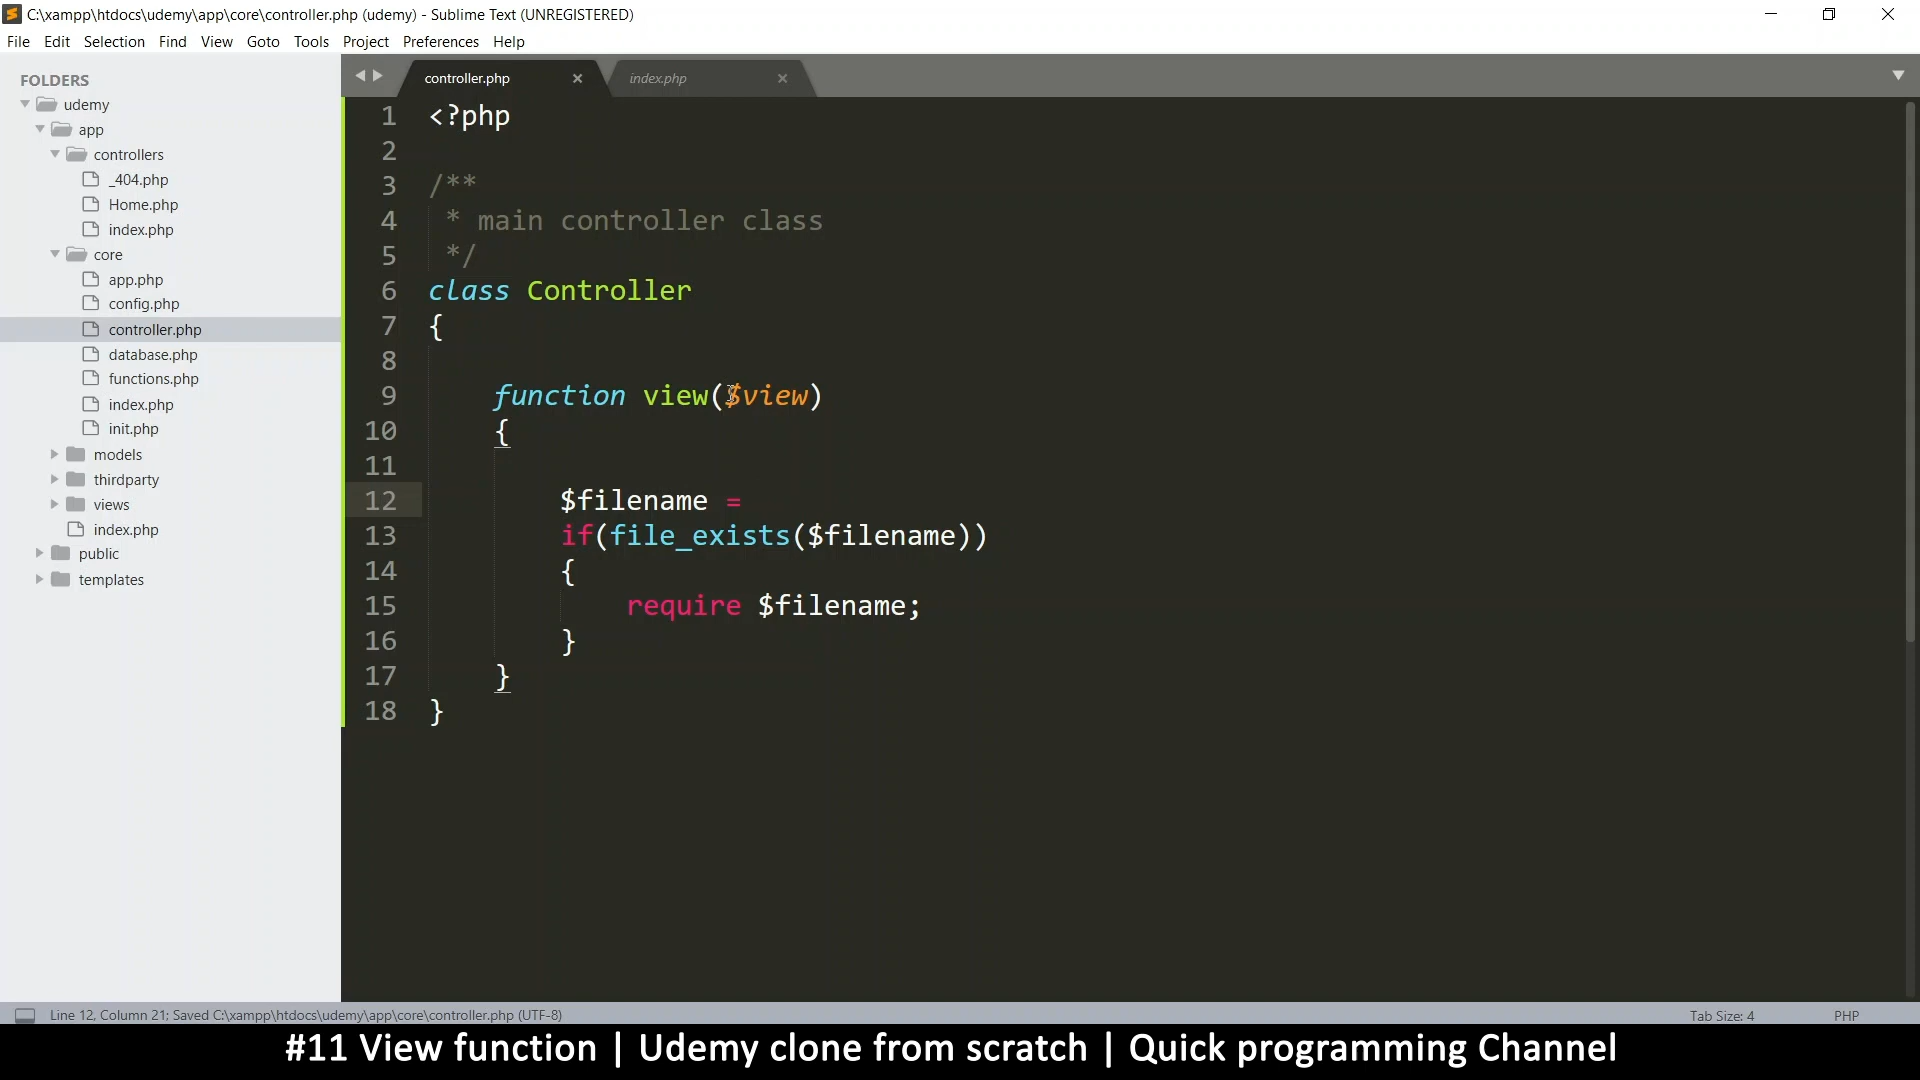 C:\xampp\htdocs\udemy\app\core\controller.php (udemy) - Sublime Text (UNREGISTERED)
File Edit Selection Find View Goto Tools Project Preferences Help
FOLDERS
udemy
app
controllers
_404.php
Home.php
index.php
core
app.php
config.php
controller.php
database.php
functions.php
index.php
init.php
models
thirdparty
views
index.php
public
templates
controller.php index.php
1 <?php
2
3 /**
4 * main controller class
5 */
6 class Controller
7 {
8
9 function view($view)
10 {
11
12 $filename =
13 if(file_exists($filename))
14 {
15 require $filename;
16 }
17 }
18 }
Line 12, Column 21; Saved C:\xampp\htdocs\udemy\app\core\controller.php (UTF-8) Tab Size: 4 PHP
#11 View function | Udemy clone from scratch | Quick programming Channel